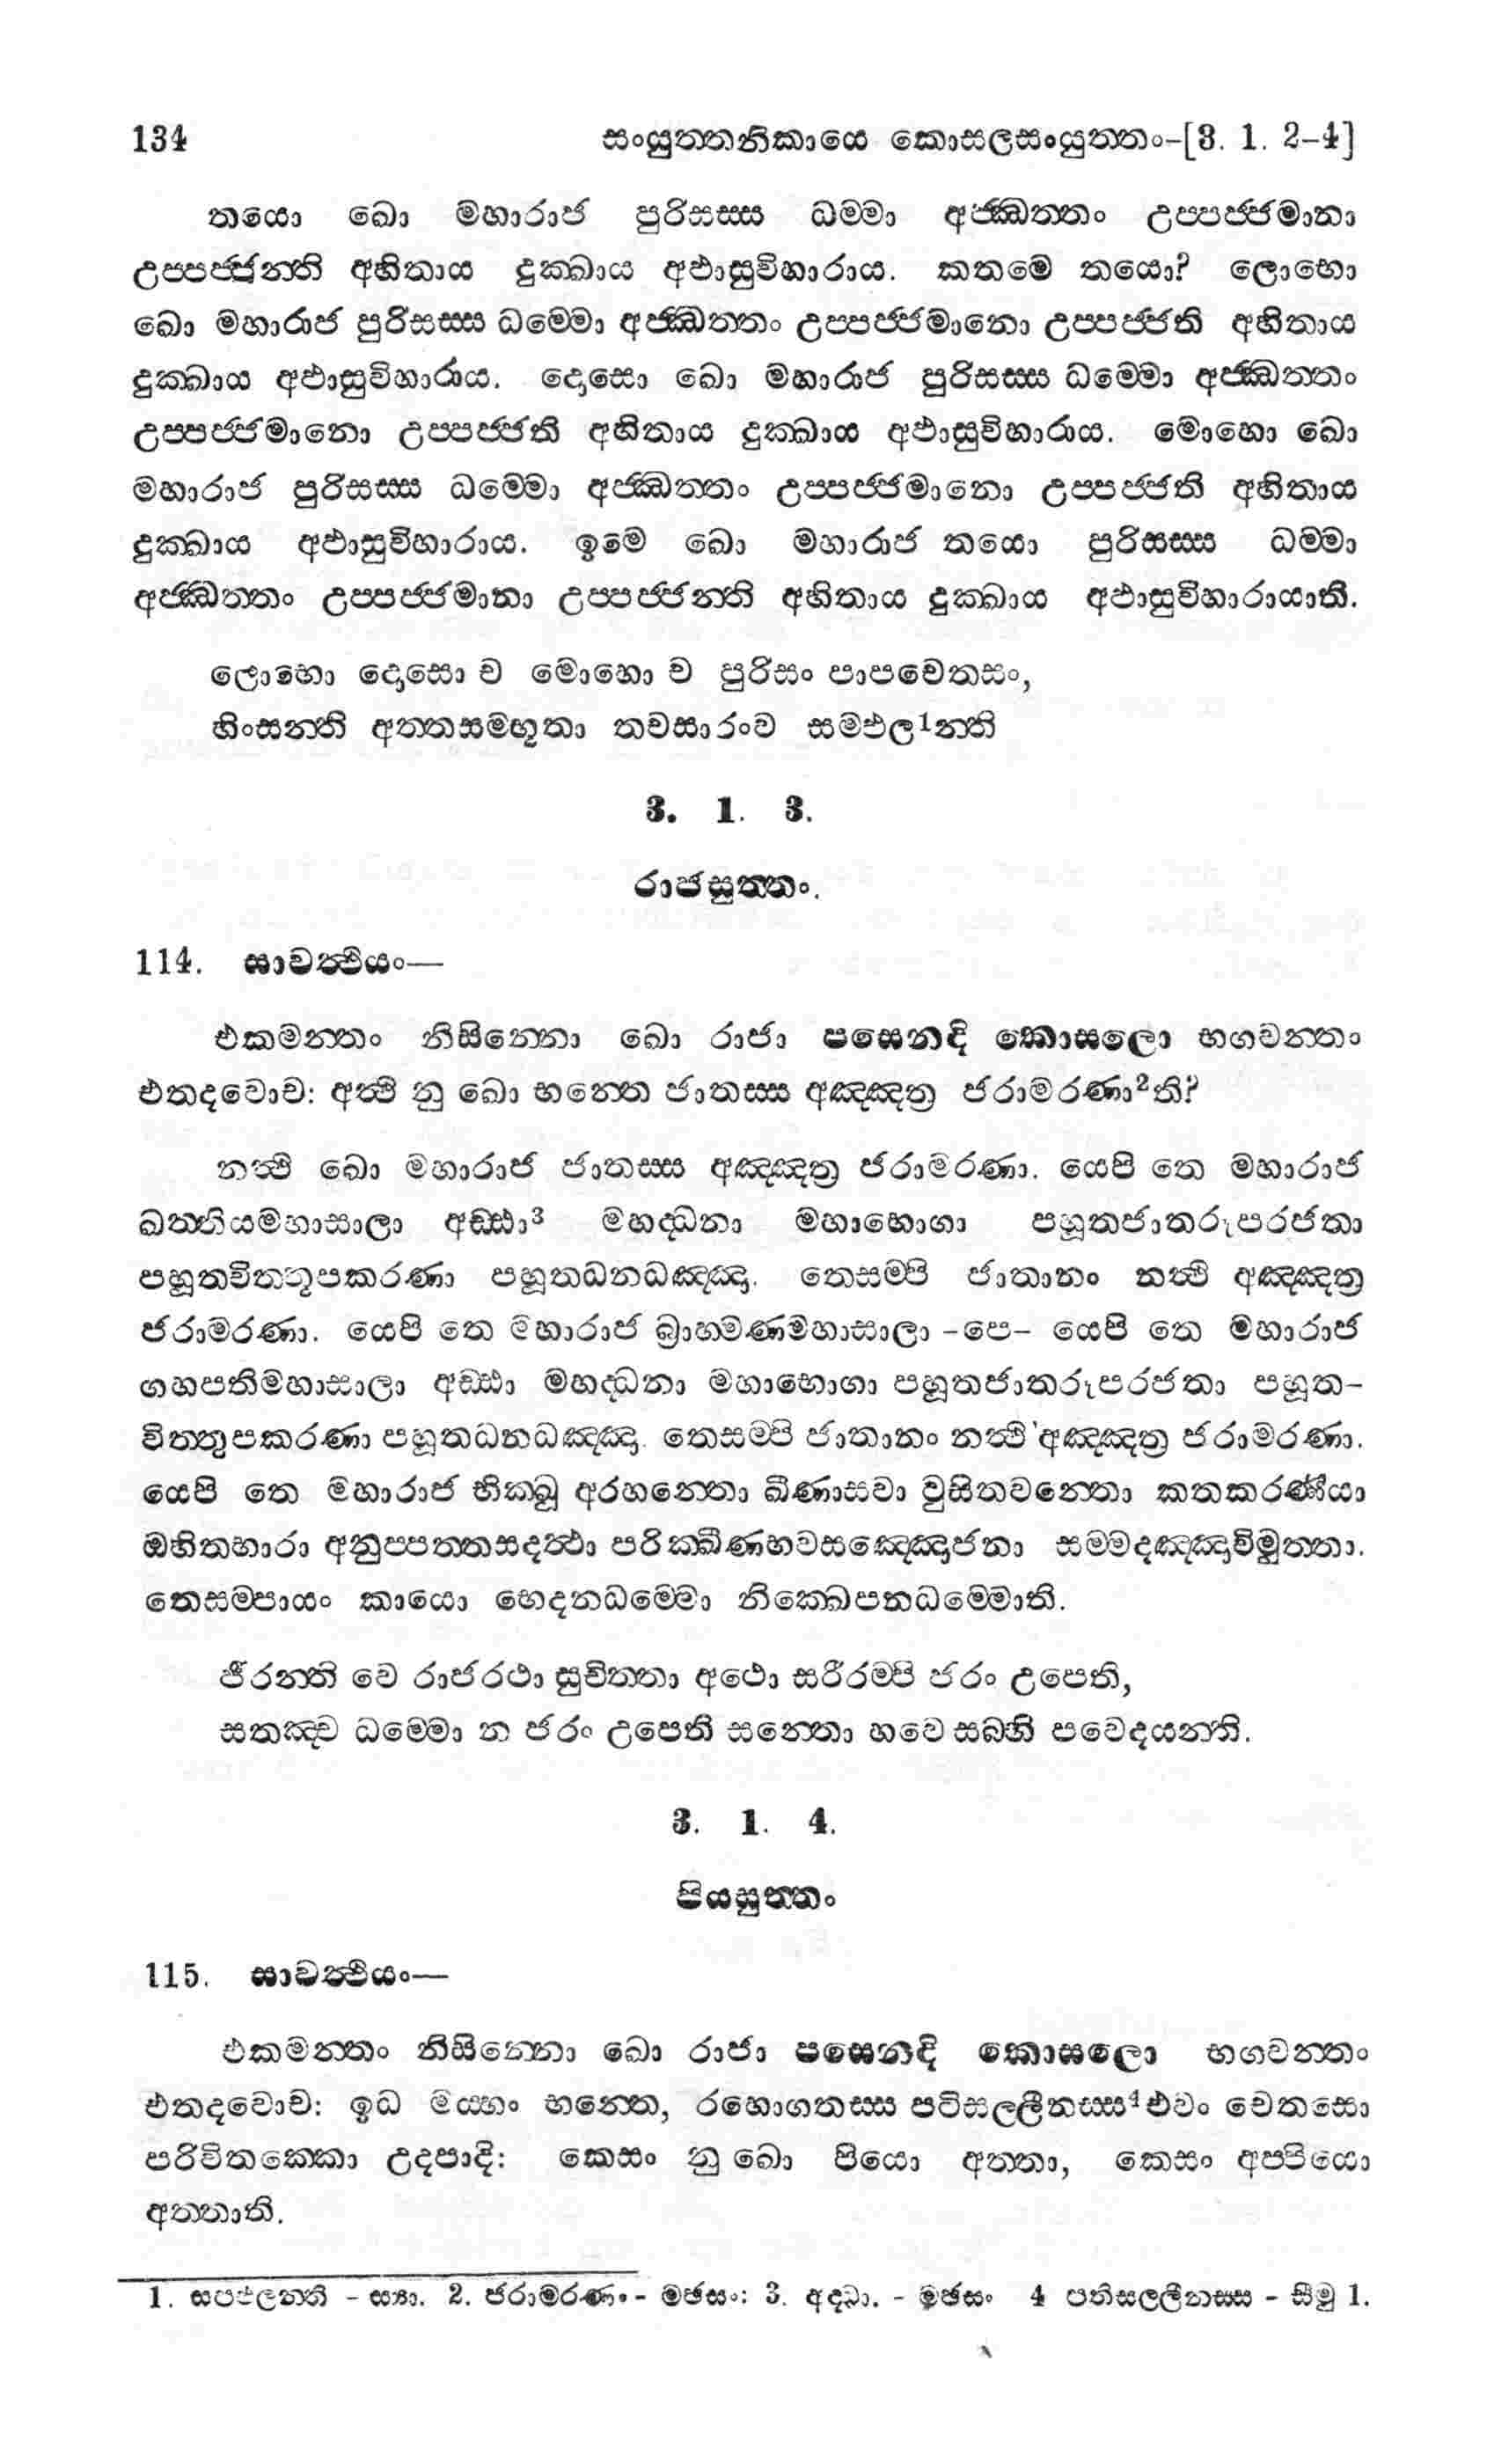 134 සංයුත්තනිකායෙ කොසලසංයුත්තං-[3. 1. 2-4]
තයො ඛො මහාරාජ පුරිසස්ස ධම්මා අජ්ඣත්තං උප්පජ්ජමානා
උප්පජ්ජන්ති අහිතාය දුක්ඛාය අඵාසුවිහාරාය. කතමෙ තයො? ලොභො
ඛො මහාරාජ පුරිසස්ස ධම්මො අජ්ඣත්තං උප්පජ්ජමානො උප්පජ්ජති අහිතාය
දුක්ඛාය අඵාසුවිහාරාය. දොසො ඛො මහාරාජ පුරිසස්ස ධම්මො අජ්ඣත්තං
උප්පජ්ජමානො උප්පජ්ජති අහිතාය දුක්ඛාය අඵාසුවිහාරාය. මොහො ඛො
මහාරාජ පුරිසස්ස ධම්මො අජ්ඣත්තං උප්පජ්ජමානො උප්පජ්ජති අහිතාය
දුක්ඛාය අඵාසුවිහාරාය. ඉමෙ ඛො මහාරාජ තයො පුරිසස්ස ධම්මා
අජ්ඣත්තං උප්පජ්ජමානා උප්පජ්ජන්ති අහිතාය දුක්ඛාය අඵාසුවිහාරායාති.
ලොභො දොසො ච මොහො ච පුරිසං පාපචෙතසං,
හිංසන්ති අත්තසම්භූතා තචසාරංව සම්ඵල1න්ති
3. 1. 3.
රාජසුත්තං.
114. සාවත්ථියං—
එකමන්තං නිසින්නො ඛො රාජා පසෙනදි කොසලො භගවන්තං
එතදවොච: අත්ථි නු ඛො භන්තෙ ජාතස්ස අඤ්ඤත්‍ර ජරාමරණා2ති?
නත්ථි ඛො මහාරාජ ජාතස්ස අඤ්ඤත්‍ර ජරාමරණා. යෙපි තෙ මහාරාජ
ඛත්තියමහාසාලා අඩ්ඪා3 මහද්ධනා මහාභොගා පහූතජාතරූපරජතා
පහූතවිත්තූපකරණා පහූතධනධඤ්ඤා. තෙසම්පි ජාතානං නත්ථි අඤ්ඤත්‍ර
ජරාමරණා. යෙපි තෙ මහාරාජ බ්‍රාහ්මණමහාසාලා -පෙ- යෙපි තෙ මහාරාජ
ගහපතිමහාසාලා අඩ්ඪා මහද්ධනා මහාභොගා පහූතජාතරූපරජතා පහූත-
විත්තුපකරණා පහූතධනධඤ්ඤා. තෙසම්පි ජාතානං නත්ථි අඤ්ඤත්‍ර ජරාමරණා.
යෙපි තෙ මහාරාජ භික්ඛූ අරහන්තො ඛීණාසවා වුසිතවන්තො කතකරණීයා
ඔහිතභාරා අනුප්පත්තසදත්ථා පරික්ඛීණභවසඤ්ඤොජනා සම්මදඤ්ඤාවිමුත්තා.
තෙසම්පායං කායො භෙදනධම්මො නික්ඛෙපනධම්මොති.
ජීරන්ති වෙ රාජරථා සුචිත්තා අථො සරීරම්පි ජරං උපෙති,
සතඤ්ච ධම්මො න ජරං උපෙති සන්තො හවෙ සබ්භි පවෙදයන්ති.
3. 1. 4.
පියසුත්තං
115. සාවත්ථියං—
එකමන්තං නිසින්නො ඛො රාජා පසෙනදි කොසලො භගවන්තං
එතදවොච: ඉධ මය්හං භන්තෙ, රහොගතස්ස පටිසල්ලීනස්ස4 එවං චෙතසො
පරිවිතක්කො උදපාදි: කෙසං නු ඛො පියො අත්තා, කෙසං අප්පියො
අත්තාති.
1. සප්ඵලන්ති - ස්‍යා. 2. ජරාමරණං - මඡසං: 3. අද්ධා. - මඡසං 4 පතිසල්ලීනස්ස - සීමු 1.